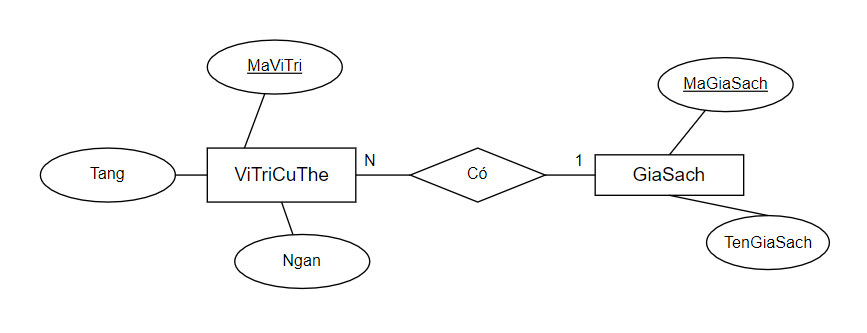 MaViTri
MaGiaSach
Tang
ViTriCuThe
N
Có
1
GiaSach
TenGiaSach
Ngan